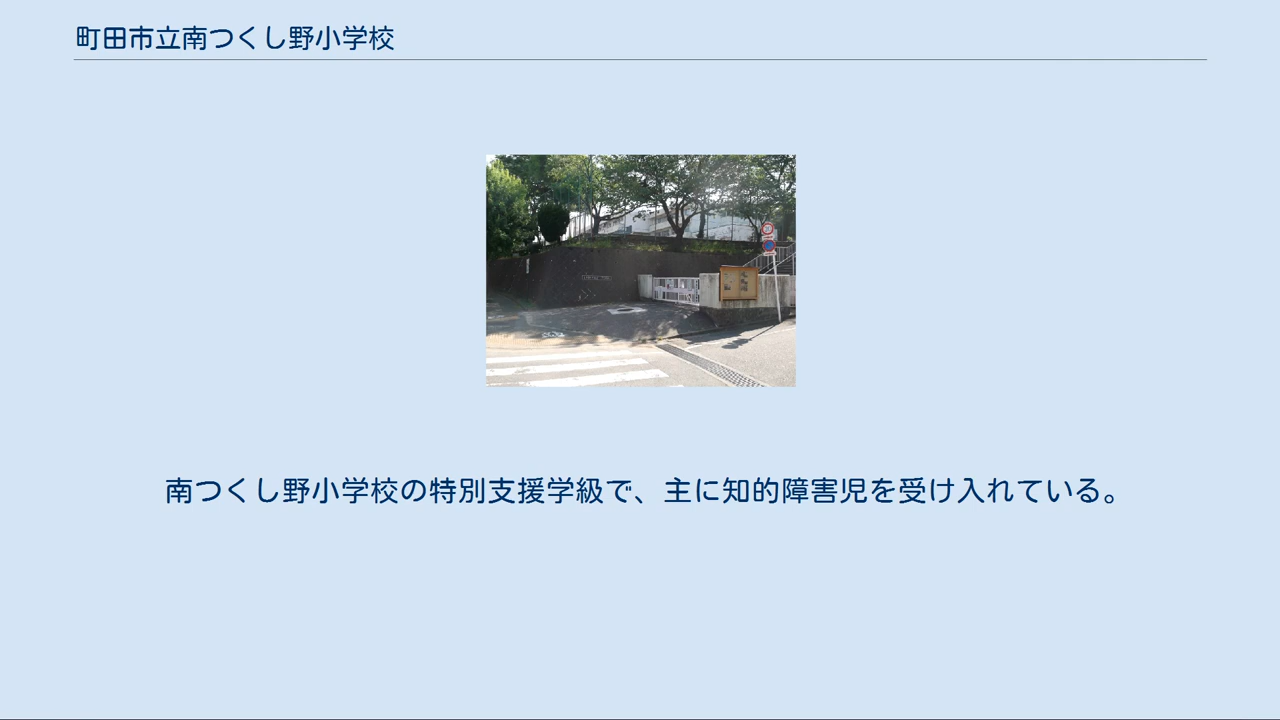 町田市立南つくし野小学校
南つくし野小学校の特別支援学級で、主に知的障害児を受け入れている。